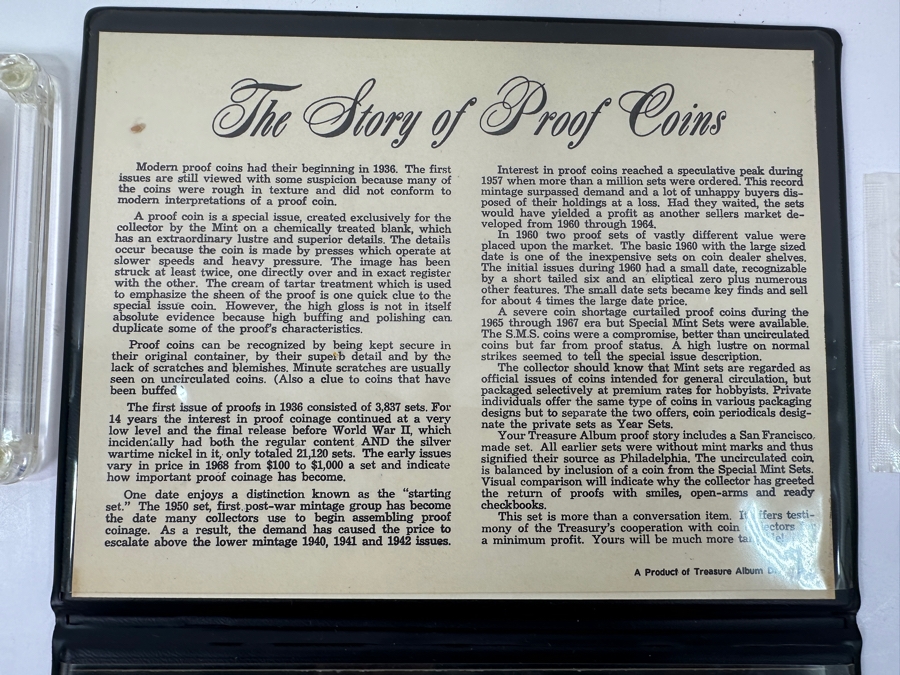 The Story of Proof Coins
Modern proof coins had their beginning in 1936. The first
issues are still viewed with some suspicion because many of
the coins were rough in texture and did not conform to
modern interpretations of a proof coin.
A proof coin is a special issue, created exclusively for the
collector by the Mint on a chemically treated blank, which
has an extraordinary lustre and superior details. The details
occur because the coin is made by presses which operate at
slower speeds and heavy pressure. The image has been
struck at least twice, one directly over and in exact register
with the other. The cream of tartar treatment which is used
to emphasize the sheen of the proof is one quick clue to the
special issue coin. However, the high gloss is not in itself
absolute evidence because high buffing and polishing can
duplicate some of the proof's characteristics.
Proof coins can be recognized by being kept secure in
their original container, by their superb detail and by the
lack of scratches and blemishes. Minute scratches are usually
seen on uncirculated coins. (Also a clue to coins that have
been buffed
The first issue of proofs in 1936 consisted of 3,837 sets. For
14 years the interest in proof coinage continued at a very
low level and the final release before World War II, which
incidentally had both the regular content AND the silver
wartime nickel in it, only totaled 21,120 sets. The early issues
vary in price in 1968 from $100 to $1,000 a set and indicate
how important proof coinage has become.
One date enjoys a distinction known as the "starting
set." The 1950 set, first post-war mintage group has become
the date many collectors use to begin assembling proof
coinage. As a result, the demand has caused the price to
escalate above the lower mintage 1940, 1941 and 1942 issues.
Interest in proof coins reached a speculative peak during
1957 when more than a million sets were ordered. This record
mintage surpassed demand and a lot of unhappy buyers dis-
posed of their holdings at a loss. Had they waited, the sets
would have yielded a profit as another sellers market de-
veloped from 1960 through 1964.
In 1960 two proof sets of vastly different value were
placed upon the market. The basic 1960 with the large sized
date is one of the inexpensive sets on coin dealer shelves.
The initial issues during 1960 had a small date, recognizable
by a short tailed six and an eliptical zero plus numerous
other features. The small date sets became key finds and sell
for about 4 times the large date price.
A severe coin shortage curtailed proof coins during the
1965 through 1967 era but Special Mint Sets were available.
The S.M.S. coins were a compromise, better than uncirculated
coins but far from proof status. A high lustre on normal
strikes seemed to tell the special issue description.
The collector should know that Mint sets are regarded as
official issues of coins intended for general circulation, but
packaged selectively at premium rates for hobbyists. Private
individuals offer the same type of coins in various packaging
designs but to separate the two offers, coin periodicals desig-
nate the private sets as Year Sets.
Your Treasure Album proof story includes a San Francisco
made set. All earlier sets were without mint marks and thus
signified their source as Philadelphia. The uncirculated coin
is balanced by inclusion of a coin from the Special Mint Sets.
Visual comparison will indicate why the collector has greeted
the return of proofs with smiles, open-arms and ready
checkbooks.
This set is more than a conversation item. It offers testi-
mony of the Treasury's cooperation with coin collectors for
a minimum profit. Yours will be much more
A Product of Treasure Album